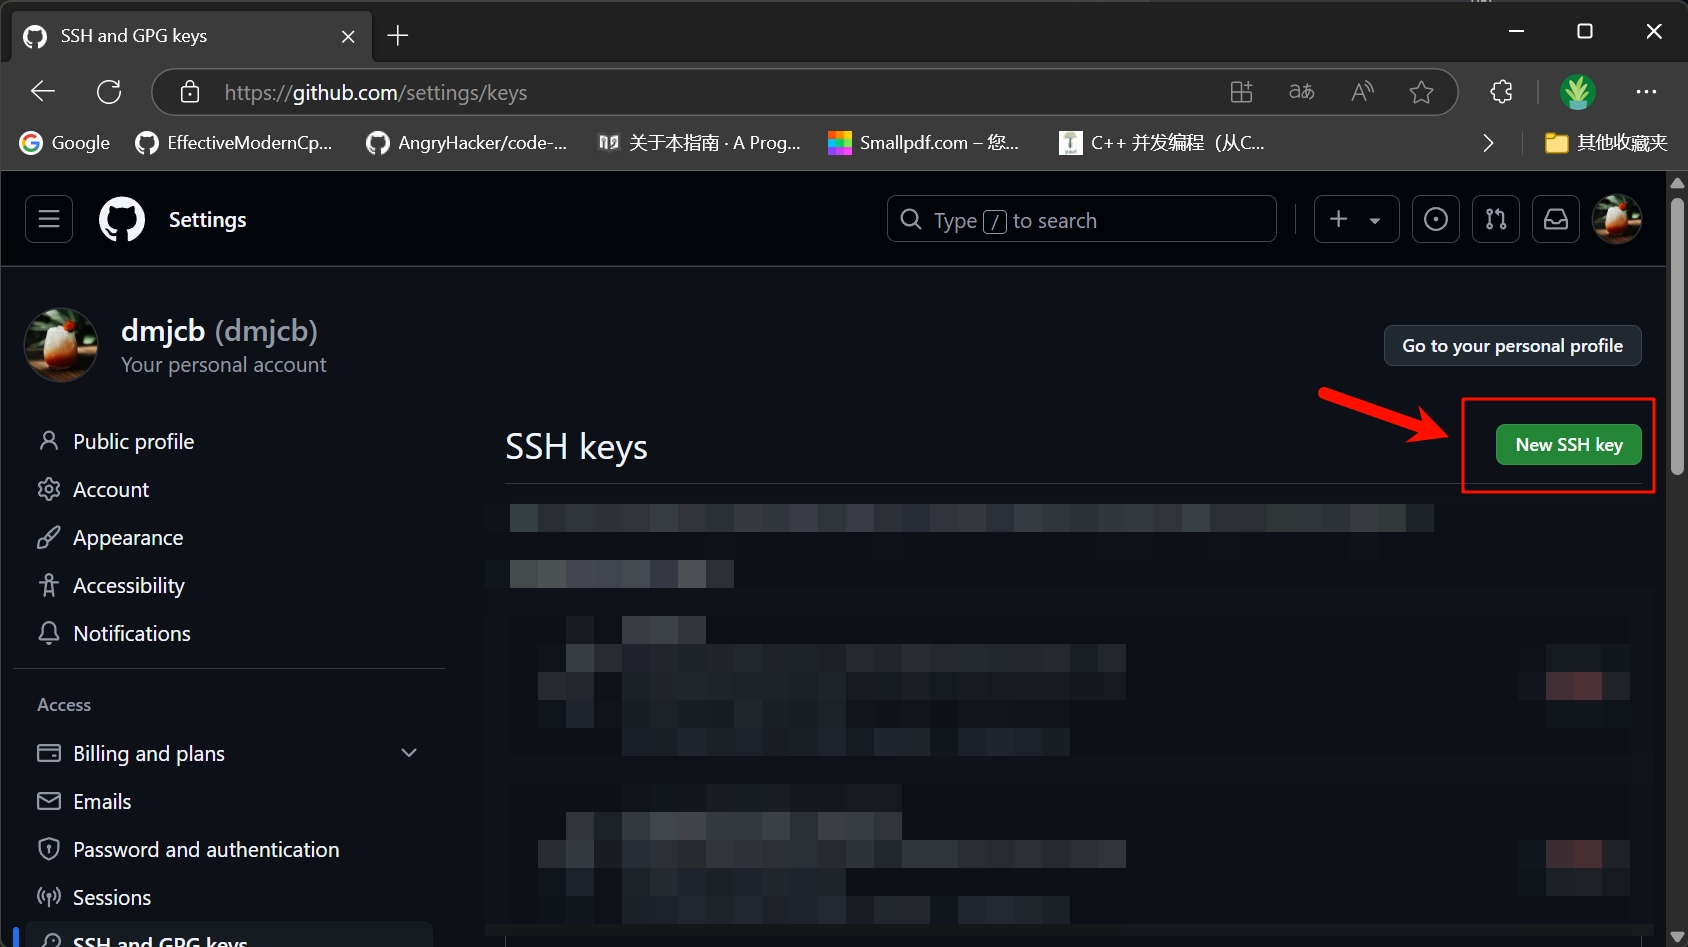 SSH and GPG keys
https://github.com/settings/keys
Google EffectiveModernCp... AngryHacker/code-... 关于本指南 · A Prog... Smallpdf.com – 您... C++ 并发编程（从C... 其他收藏夹
Settings Type / to search
dmjcb (dmjcb)
Your personal account
Go to your personal profile
Public profile
Account
Appearance
Accessibility
Notifications
Access
Billing and plans
Emails
Password and authentication
Sessions
SSH and GPG keys
SSH keys
New SSH key